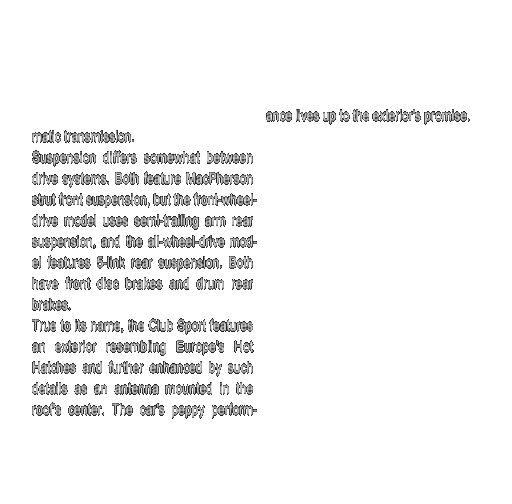 matic transmission.
Suspension differs somewhat between
drive systems. Both feature MacPherson
strut front suspension, but the front-wheel-
drive model uses semi-trailing arm rear
suspension, and the all-wheel-drive mod-
el features 5-link rear suspension. Both
have front disc brakes and drum rear
brakes.
True to its name, the Club Sport features
an exterior resembling Europe's Hot
Hatches and further enhanced by such
details as an antenna mounted in the
roof's center. The car's peppy perform-
ance lives up to the exterior's promise.